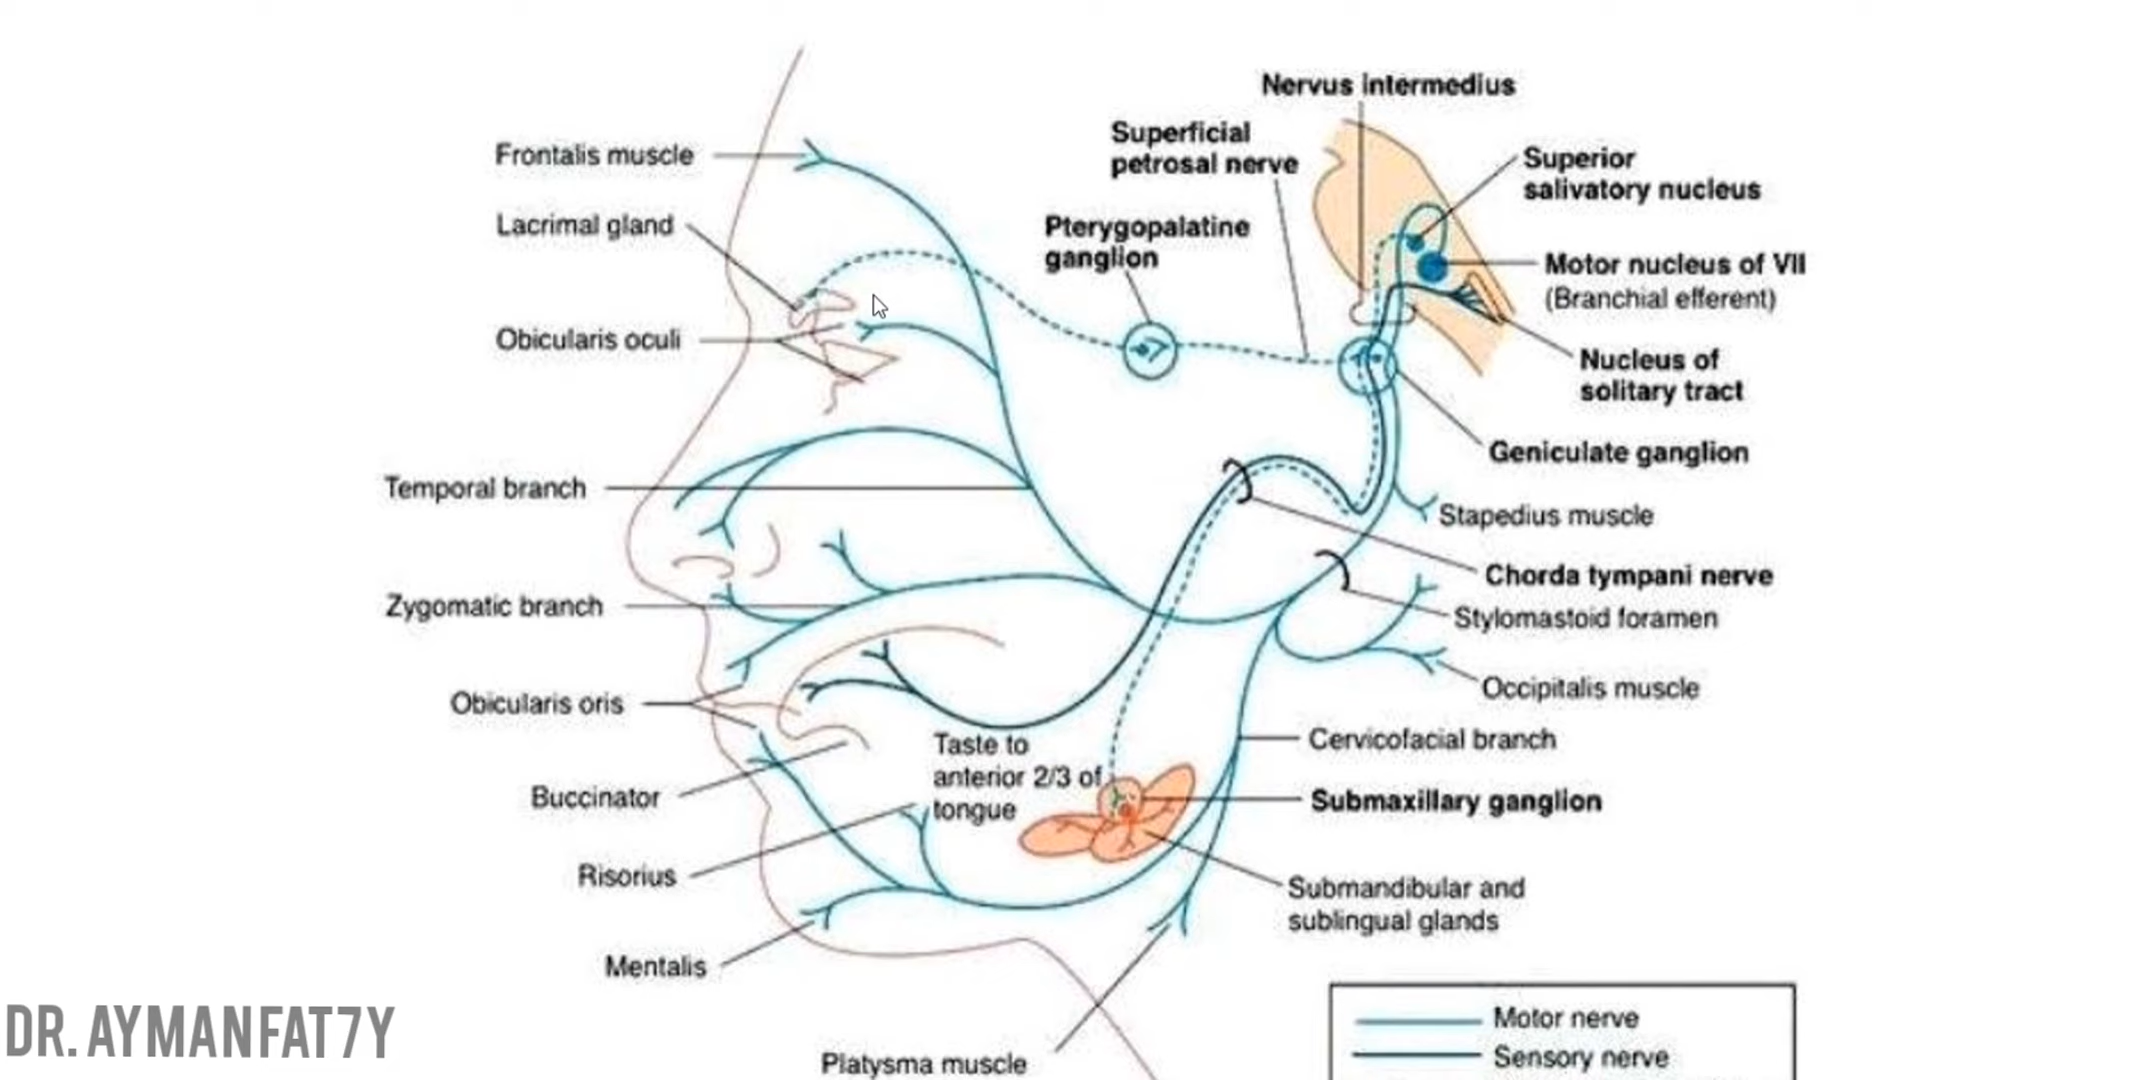 Nervus intermedius
Superficial
petrosal nerve
Frontalis muscle
Superior
salivatory nucleus
Lacrimal gland
Pterygopalatine
ganglion
Motor nucleus of VII
(Branchial efferent)
Obicularis oculi
Nucleus of
solitary tract
Geniculate ganglion
Temporal branch
Stapedius muscle
Chorda tympani nerve
Zygomatic branch
Stylomastoid foramen
Obicularis oris
Occipitalis muscle
Taste to
anterior 2/3 of
tongue
Cervicofacial branch
Buccinator
Submaxillary ganglion
Risorius
Submandibular and
sublingual glands
Mentalis
DR. AYMANFAT7Y
Platysma muscle
Motor nerve
Sensory nerve